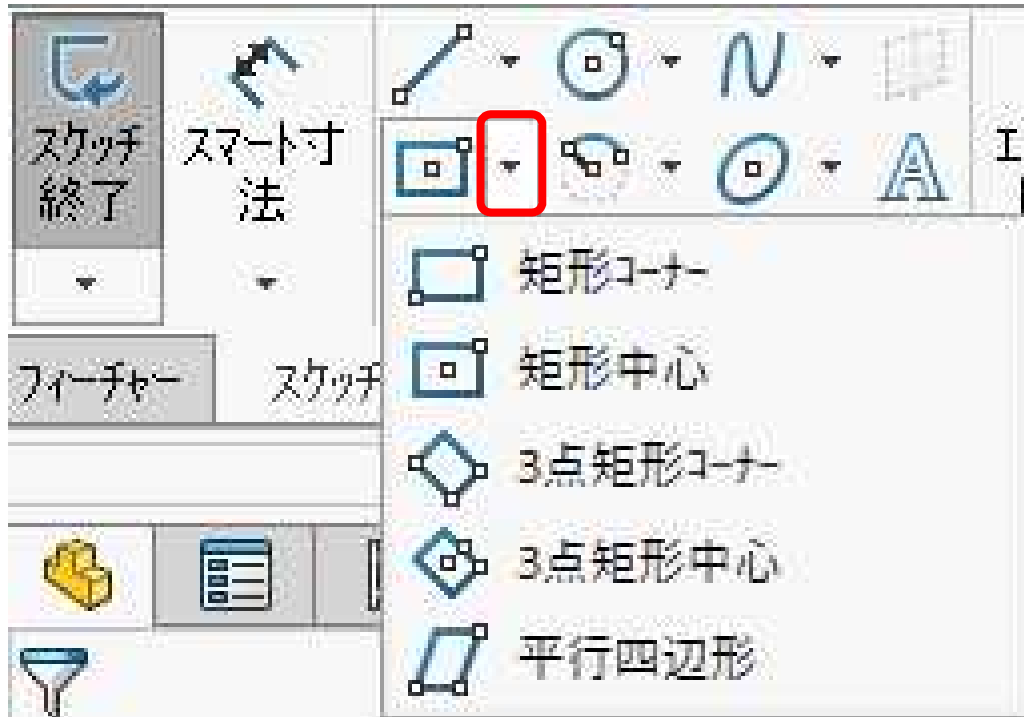 スケッチ
終了
スマート寸
法
A
エ
フィーチャー
スケッチ
矩形コーナー
矩形中心
3点矩形コーナー
3点矩形中心
平行四辺形